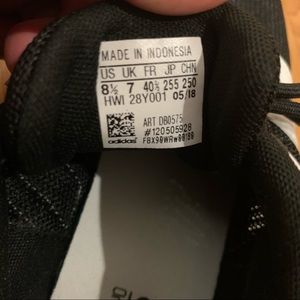 MADE IN INDONESIA
US UK FR JP CHN
8½ 7 40⅔ 255 250
HWI 28Y001 05/18
adidas
ART DB0575
#120505928